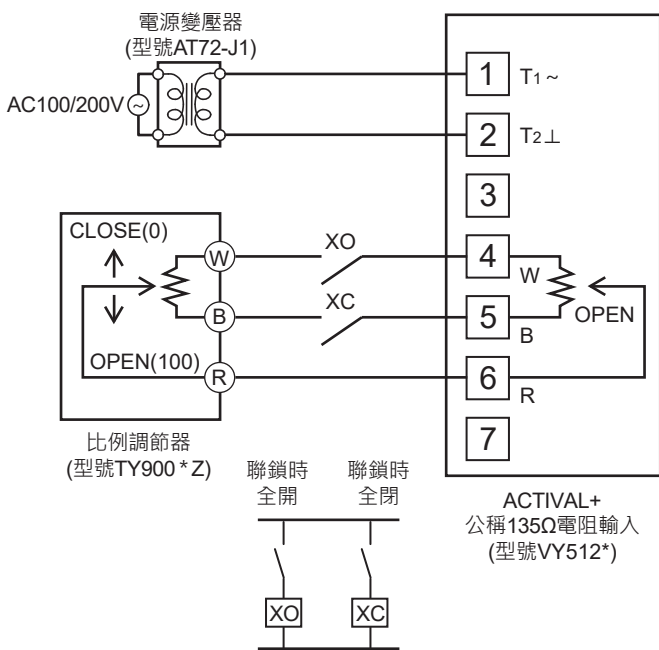 電源變壓器
(型號AT72-J1)
AC100/200V
~
1 T1~
2 T2⊥
3
CLOSE(0)
W
XO
4
W
B
XC
5
B
OPEN
OPEN(100)
R
6
R
7
比例調節器
(型號TY900*Z)
聯鎖時
全開
聯鎖時
全閉
XO
XC
ACTIVAL+
公稱135Ω電阻輸入
(型號VY512*)